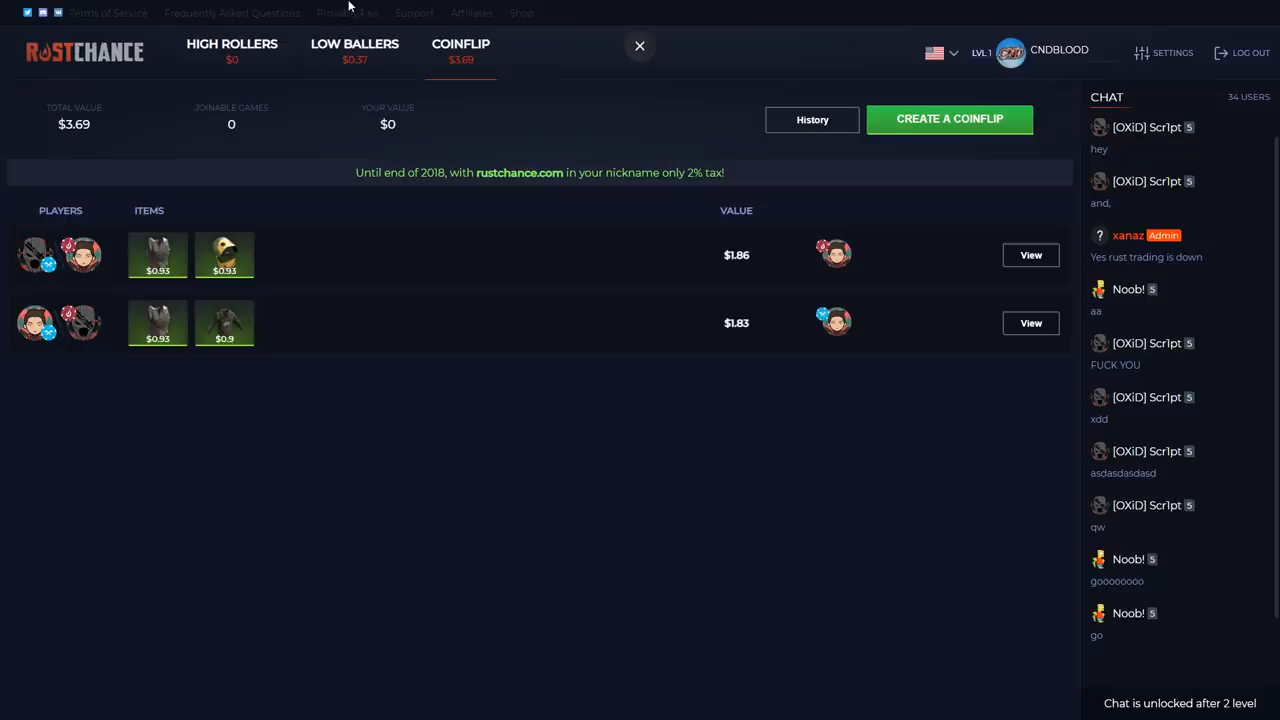 Terms of Service Frequently Asked Questions Provably Fair Support Affiliates Shop
RUSTCHANCE
HIGH ROLLERS
$0
LOW BALLERS
$0.37
COINFLIP
$3.69
LVL 1
CNDBLOOD
SETTINGS
LOG OUT
TOTAL VALUE
$3.69
JOINABLE GAMES
0
YOUR VALUE
$0
History
CREATE A COINFLIP
Until end of 2018, with rustchance.com in your nickname only 2% tax!
PLAYERS ITEMS VALUE
$0.93 $0.93 $1.86 View
$0.93 $0.9 $1.83 View
CHAT 34 USERS
[OXiD] Scr1pt 5
hey
[OXiD] Scr1pt 5
and,
? xanaz Admin
Yes rust trading is down
Noob! 5
aa
[OXiD] Scr1pt 5
FUCK YOU
[OXiD] Scr1pt 5
xdd
[OXiD] Scr1pt 5
asdasdasdasd
[OXiD] Scr1pt 5
qw
Noob! 5
goooooooo
Noob! 5
go
Chat is unlocked after 2 level